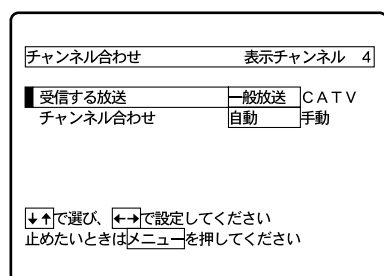 チャンネル合わせ 表示チャンネル 4
受信する放送 一般放送 CATV
チャンネル合わせ 自動 手動
↓↑で選び、←→で設定してください
止めたいときはメニューを押してください